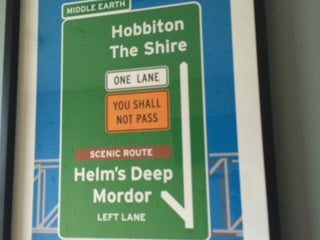 MIDDLE EARTH
Hobbiton
The Shire
ONE LANE
YOU SHALL
NOT PASS
SCENIC ROUTE
Helm's Deep
Mordor
LEFT LANE